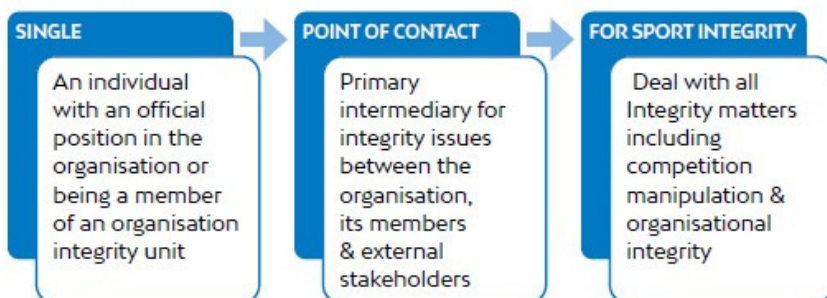 SINGLE
An individual
with an official
position in the
organisation or
being a member
of an organisation
integrity unit
POINT OF CONTACT
Primary
intermediary for
integrity issues
between the
organisation,
its members
& external
stakeholders
FOR SPORT INTEGRITY
Deal with all
Integrity matters
including
competition
manipulation &
organisational
integrity